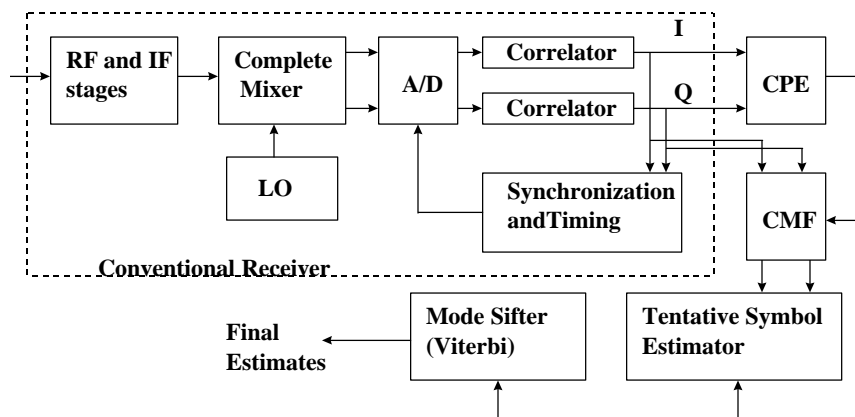 RF and IF
stages
Complete
Mixer
A/D
Correlator
Correlator
I
Q
CPE
LO
Synchronization
andTiming
CMF
Conventional Receiver
Final
Estimates
Mode Sifter
(Viterbi)
Tentative Symbol
Estimator